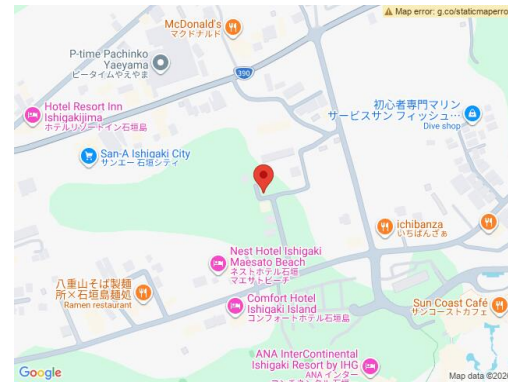 Map error: g.co/staticmaperro
McDonald's
マクドナルド
P-time Pachinko
Yaeyama
ピータイムやえやま
390
Hotel Resort Inn
Ishigakijima
ホテルリゾートイン石垣島
初心者専門マリン
サービスサン フィッシュ…
Dive shop
San-A Ishigaki City
サンエー 石垣シティ
ichibanza
いちばんざぁ
Nest Hotel Ishigaki
Maesato Beach
ネストホテル石垣
マエサトビーチ
八重山そば製麺
所×石垣島麺処
Ramen restaurant
Comfort Hotel
Ishigaki Island
コンフォートホテル石垣島
Sun Coast Café
サンコーストカフェ
ANA InterContinental
Ishigaki Resort by IHG
ANA インター
Google
Map data ©202